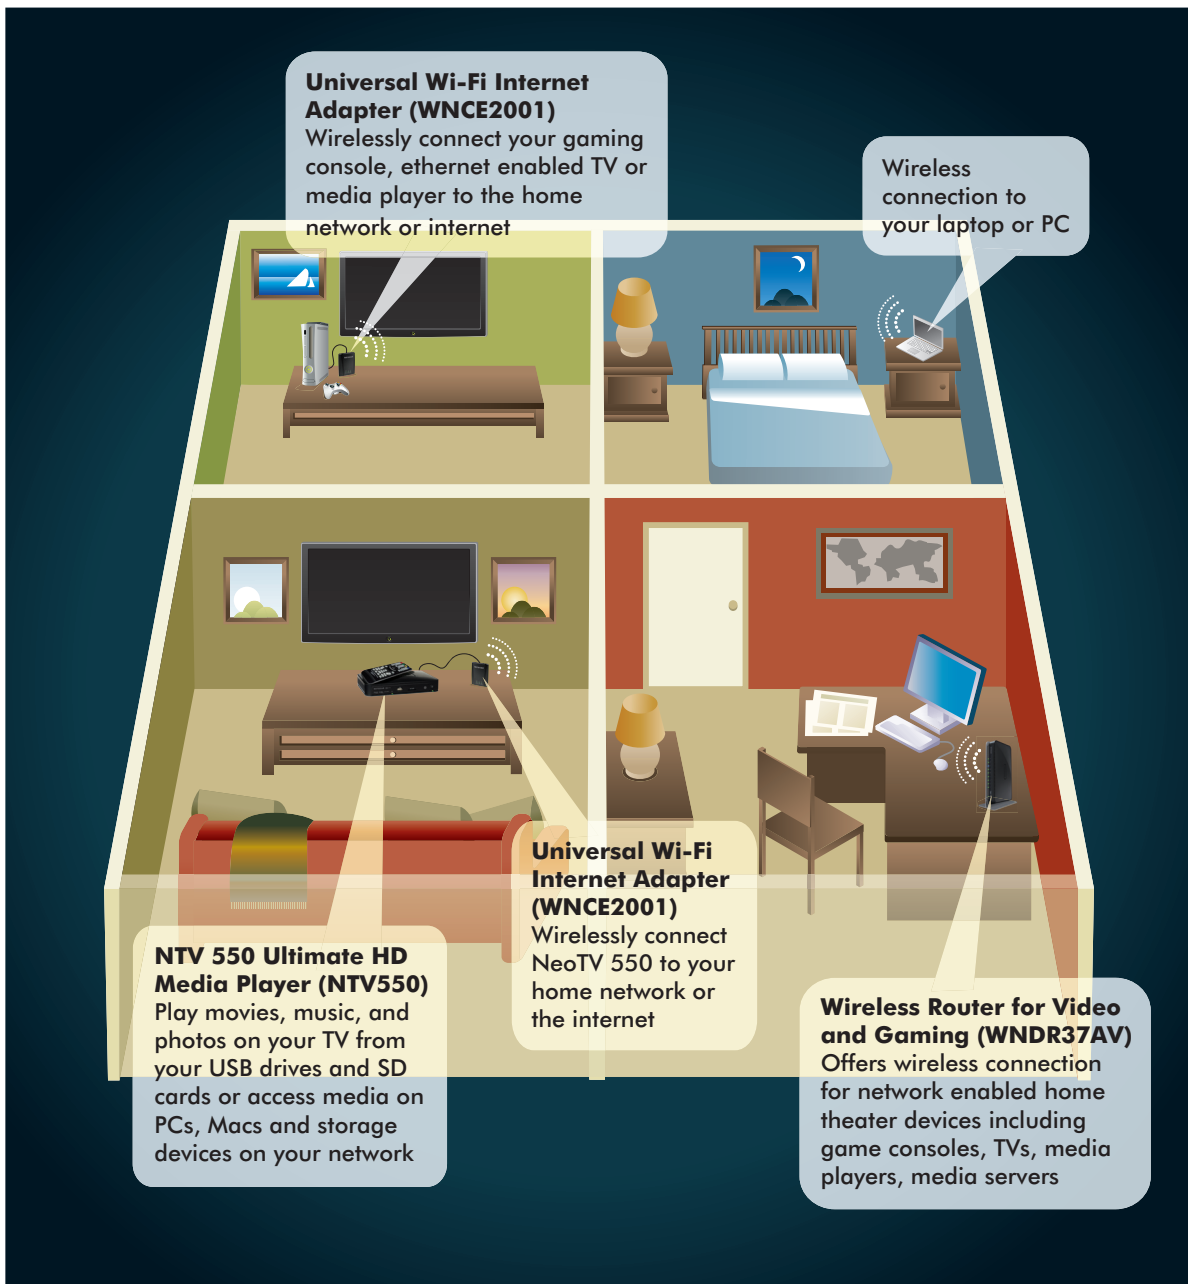 Universal Wi-Fi Internet
Adapter (WNCE2001)
Wirelessly connect your gaming
console, ethernet enabled TV or
media player to the home
network or internet
Wireless
connection to
your laptop or PC
Universal Wi-Fi
Internet Adapter
(WNCE2001)
Wirelessly connect
NeoTV 550 to your
home network or
the internet
NTV 550 Ultimate HD
Media Player (NTV550)
Play movies, music, and
photos on your TV from
your USB drives and SD
cards or access media on
PCs, Macs and storage
devices on your network
Wireless Router for Video
and Gaming (WNDR37AV)
Offers wireless connection
for network enabled home
theater devices including
game consoles, TVs, media
players, media servers